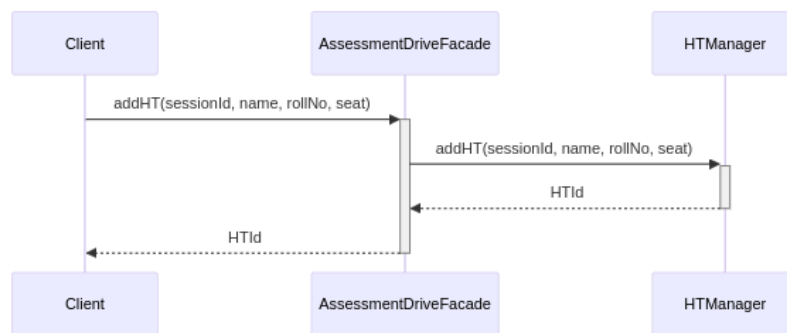 Client
AssessmentDriveFacade
HTManager
addHT(sessionId, name, rollNo, seat)
addHT(sessionId, name, rollNo, seat)
HTId
HTId
Client
AssessmentDriveFacade
HTManager